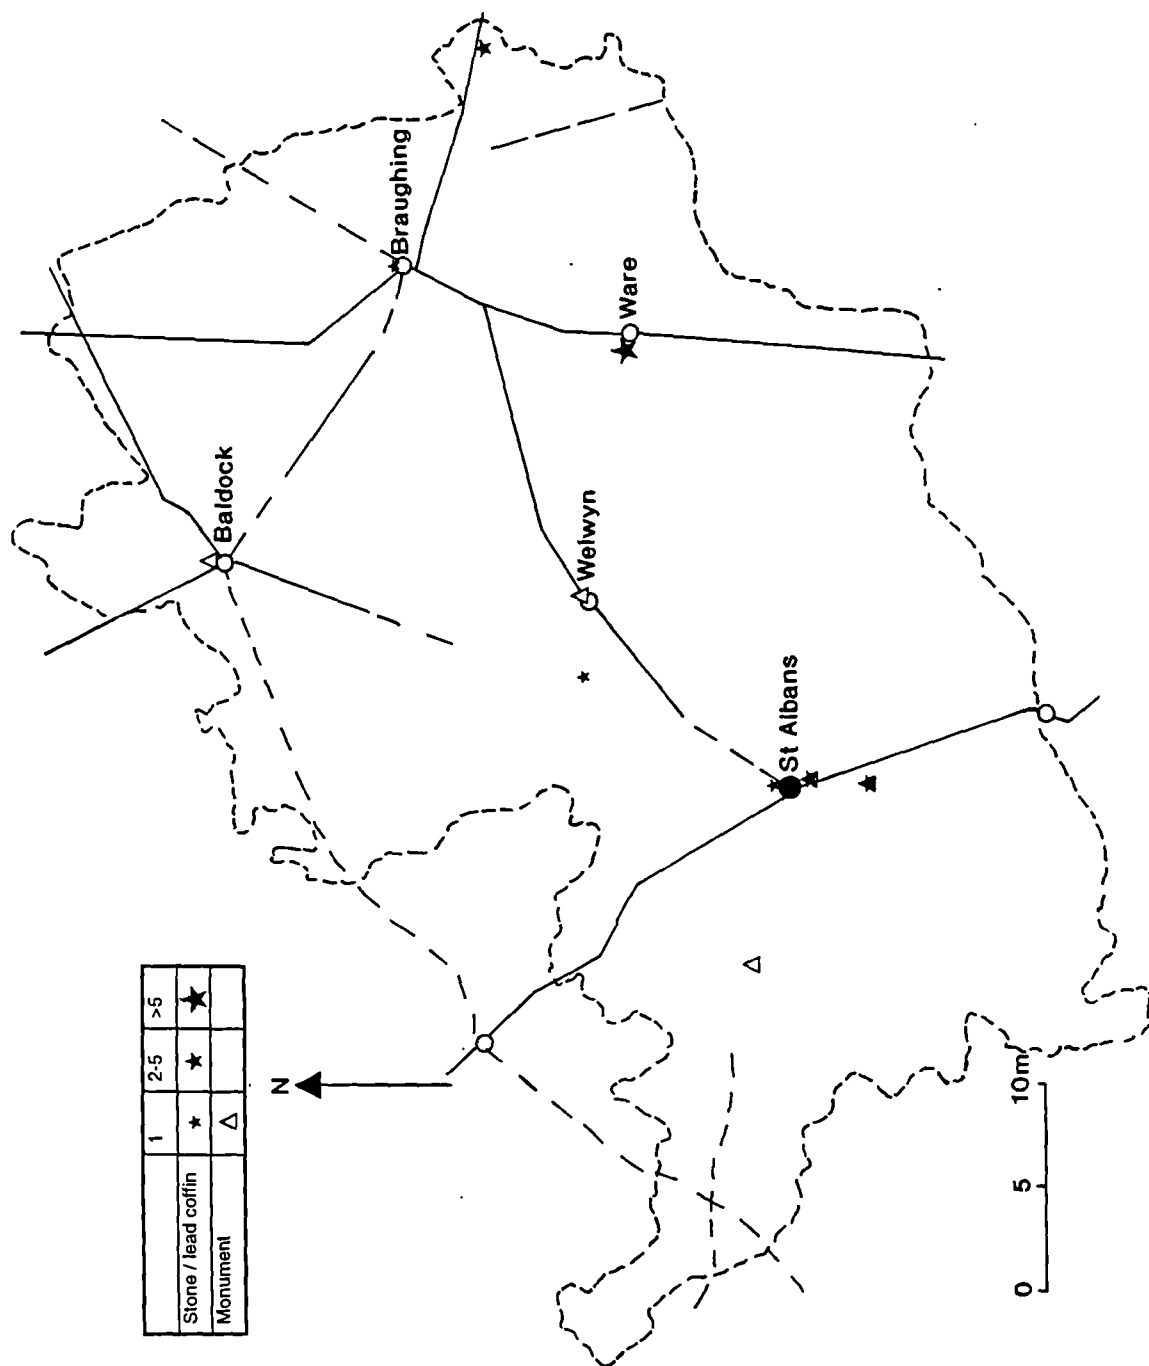 1 2-5 >5
Stone / lead coffin
Monument
N
Baldock
Braughing
Ware
Welwyn
St Albans
0 5 10m